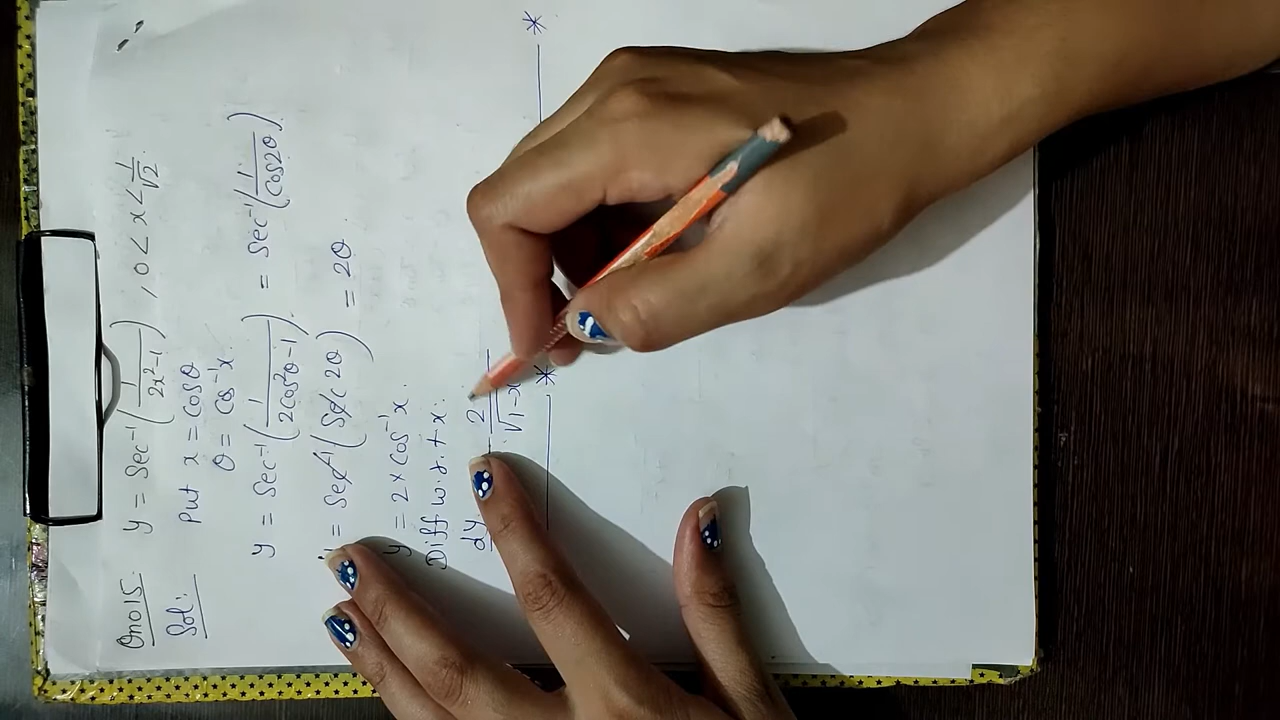 Qno15. y = Sec⁻¹(1/(2x²-1)), 0 < x < 1/√2.
Sol: Put x = cosθ
θ = Cos⁻¹x.
y = Sec⁻¹(1/(2cos²θ-1)). = Sec⁻¹(1/Cos2θ).
= Sec⁻¹(Sec 2θ) = 2θ.
y = 2×Cos⁻¹x.
Diff w.r.t x.
dy 2/√1-x
* *